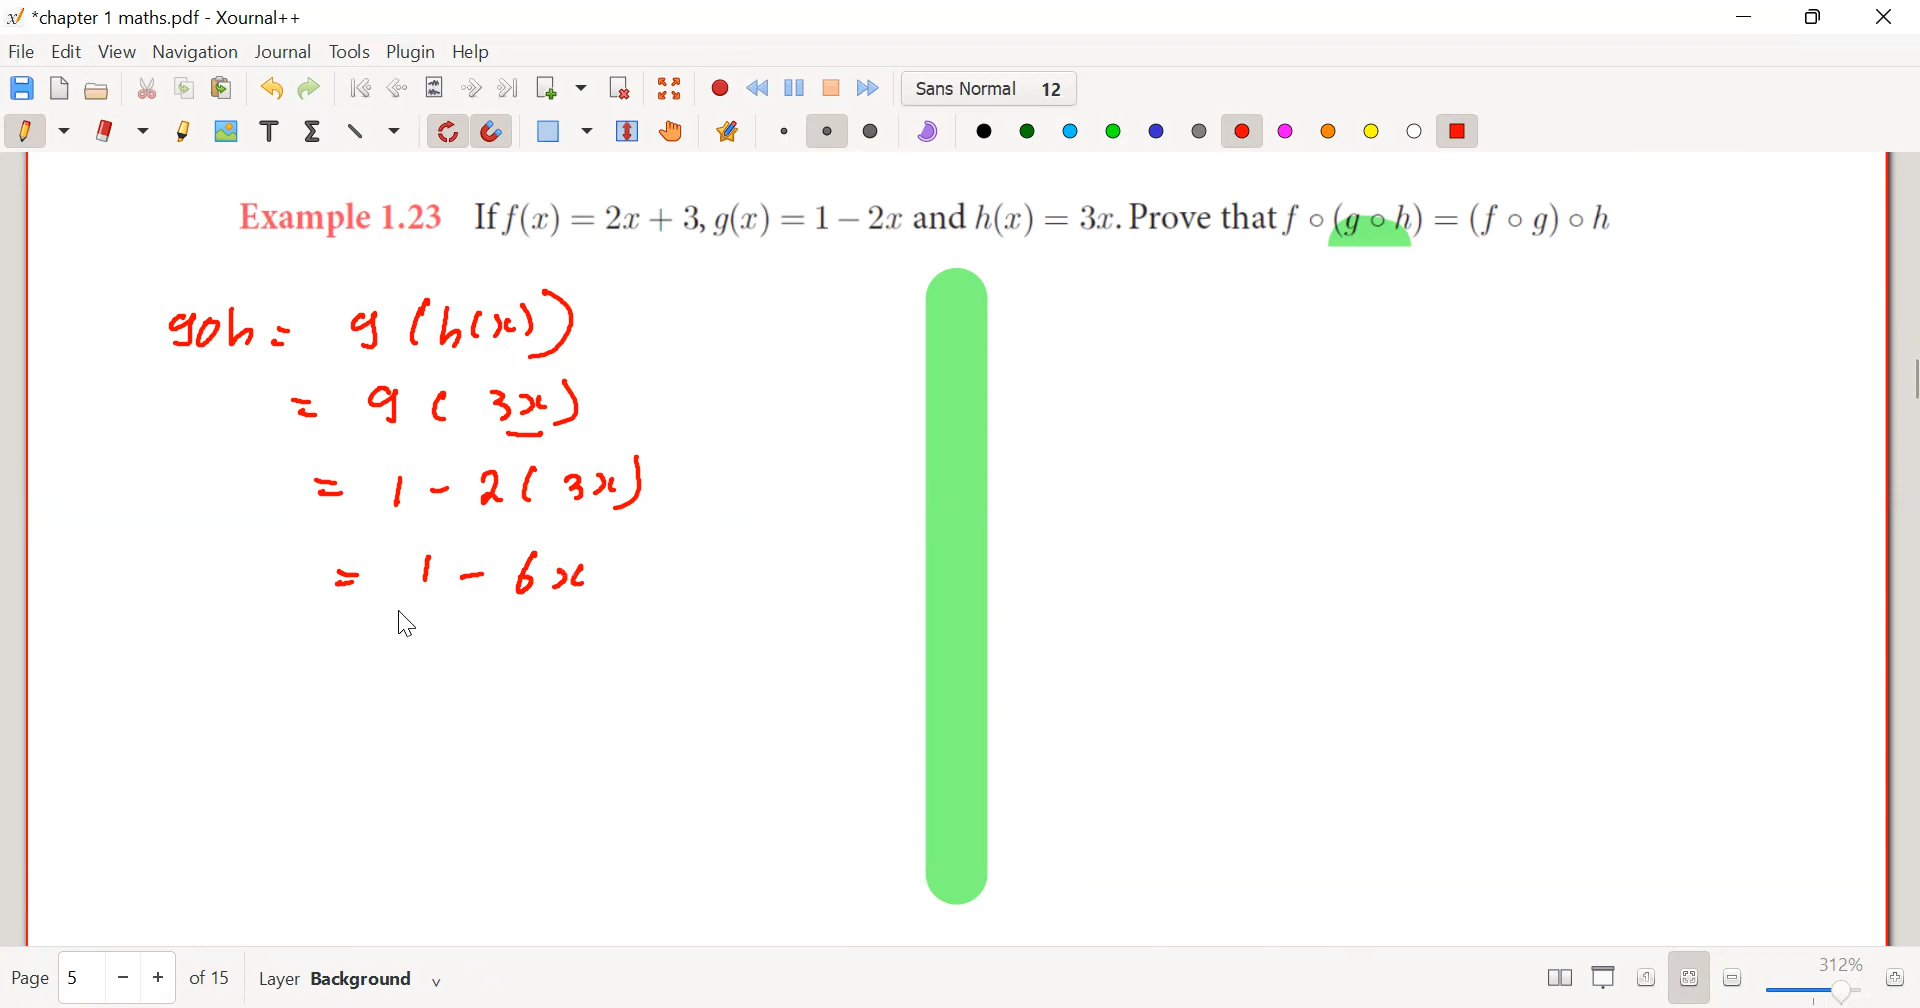 *chapter 1 maths.pdf - Xournal++
File Edit View Navigation Journal Tools Plugin Help
Sans Normal 12
Example 1.23 If f(x) = 2x + 3, g(x) = 1 − 2x and h(x) = 3x. Prove that f ∘ (g ∘ h) = (f ∘ g) ∘ h
goh = g (h(x))
= g ( 3x)
= 1 - 2 ( 3x)
= 1 - 6x
312%
Page 5 − + of 15 Layer Background